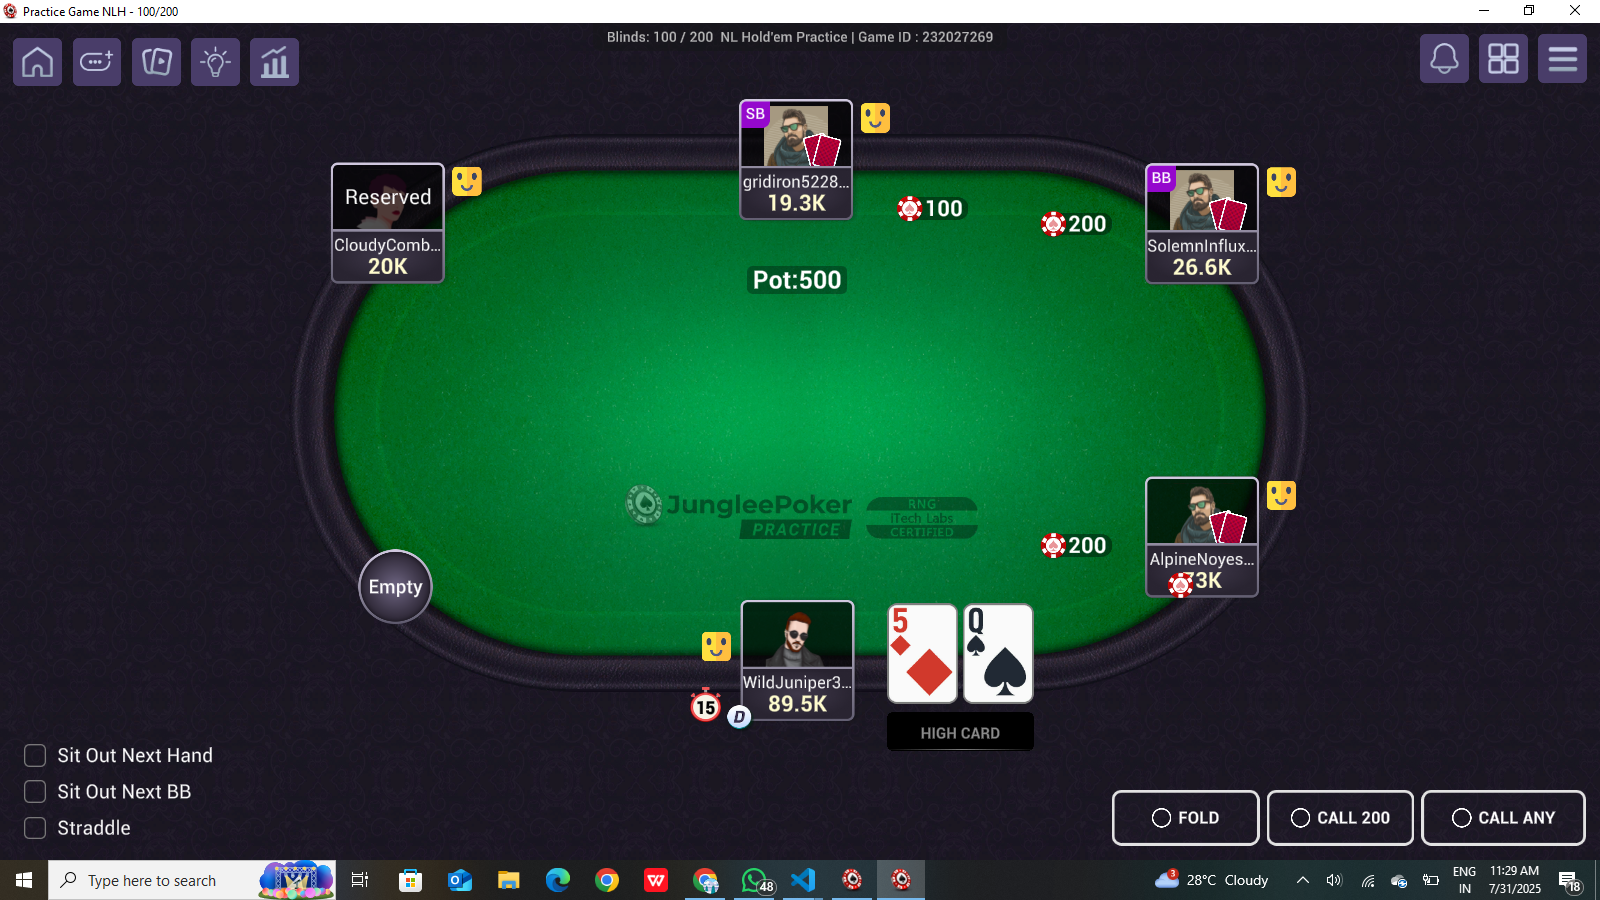 Practice Game NLH - 100/200
Blinds: 100 / 200 NL Hold'em Practice | Game ID : 232027269
SB
gridiron5228...
19.3K
Reserved
CloudyComb...
20K
BB
SolemnInflux...
26.6K
100
200
Pot:500
JungleePoker
PRACTICE
RNG
iTech Labs
CERTIFIED
200
AlpineNoyes...
73K
Empty
WildJuniper3...
89.5K
15
D
5
Q
HIGH CARD
Sit Out Next Hand
Sit Out Next BB
Straddle
FOLD
CALL 200
CALL ANY
Type here to search
48
3
28°C Cloudy
ENG
IN
11:29 AM
7/31/2025
18